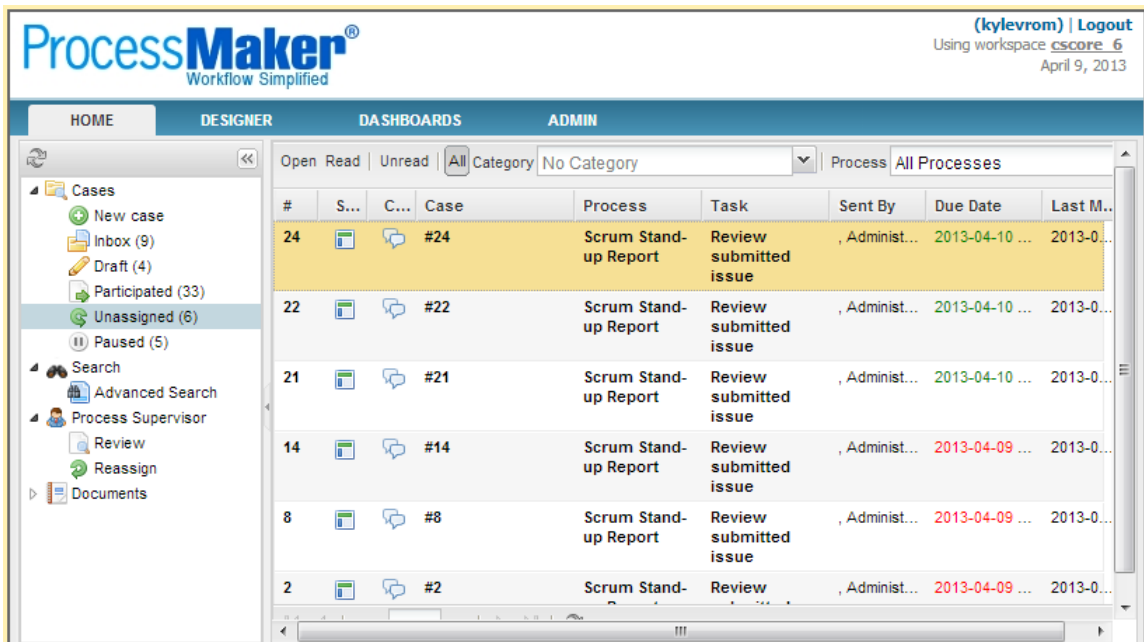 ProcessMaker®
Workflow Simplified
(kylevrom) | Logout
Using workspace cscore_6
April 9, 2013
HOME DESIGNER DASHBOARDS ADMIN
Open Read | Unread | All Category No Category Process All Processes
Cases
New case
Inbox (9)
Draft (4)
Participated (33)
Unassigned (6)
Paused (5)
Search
Advanced Search
Process Supervisor
Review
Reassign
Documents
# S... C... Case Process Task Sent By Due Date Last M...
24 #24 Scrum Stand- Review , Administ... 2013-04-10 ... 2013-0...
up Report submitted
issue
22 #22 Scrum Stand- Review , Administ... 2013-04-10 ... 2013-0...
up Report submitted
issue
21 #21 Scrum Stand- Review , Administ... 2013-04-10 ... 2013-0...
up Report submitted
issue
14 #14 Scrum Stand- Review , Administ... 2013-04-09 ... 2013-0...
up Report submitted
issue
8 #8 Scrum Stand- Review , Administ... 2013-04-09 ... 2013-0...
up Report submitted
issue
2 #2 Scrum Stand- Review , Administ... 2013-04-09 ... 2013-0...